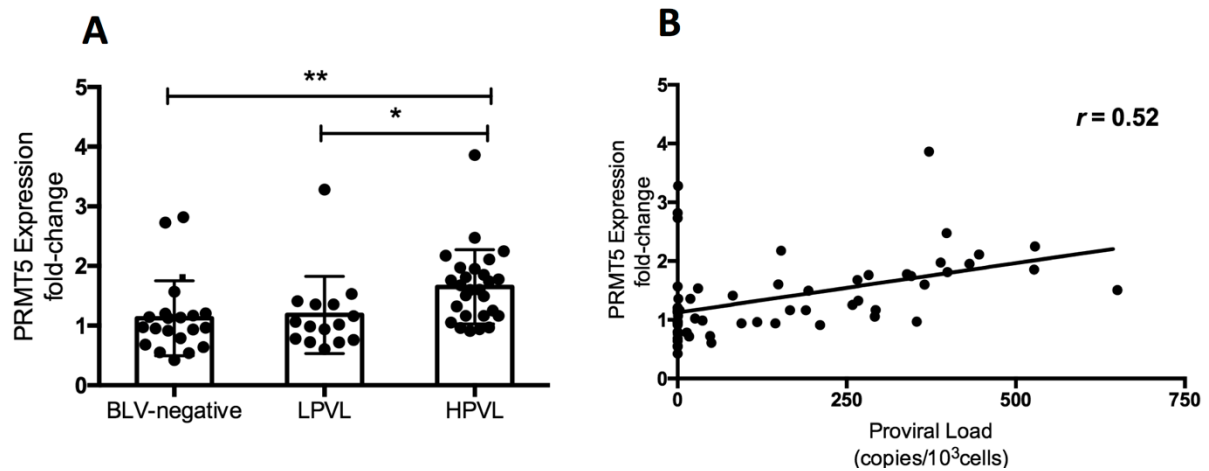 A
PRMT5 Expression
fold-change
5
4
3
2
1
0
**
*
BLV-negative
LPVL
HPVL
B
PRMT5 Expression
fold-change
5
4
3
2
1
0
r = 0.52
0
250
500
750
Proviral Load
(copies/10³cells)